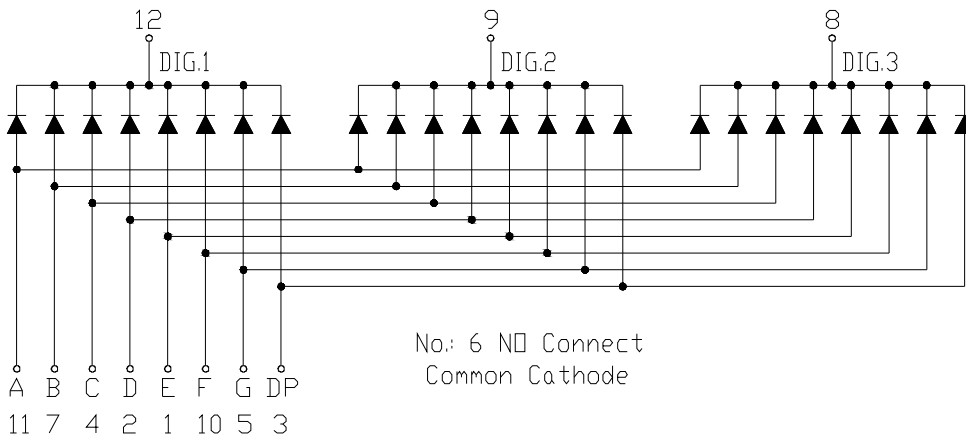 12 9 8
DIG.1 DIG.2 DIG.3
No.: 6 NO Connect
Common Cathode
A B C D E F G DP
11 7 4 2 1 10 5 3